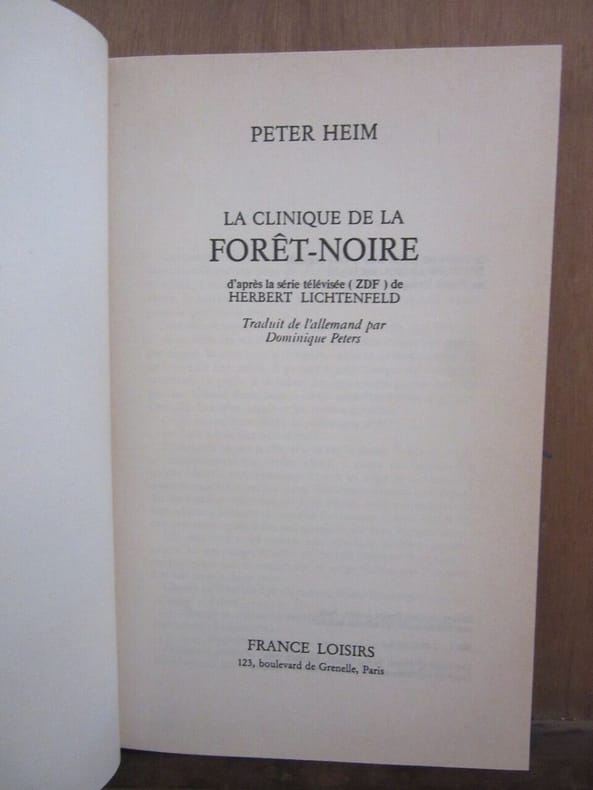 PETER HEIM
LA CLINIQUE DE LA
FORÊT-NOIRE
d'après la série télévisée ( ZDF ) de
HERBERT LICHTENFELD
Traduit de l'allemand par
Dominique Peters
FRANCE LOISIRS
123, boulevard de Grenelle, Paris